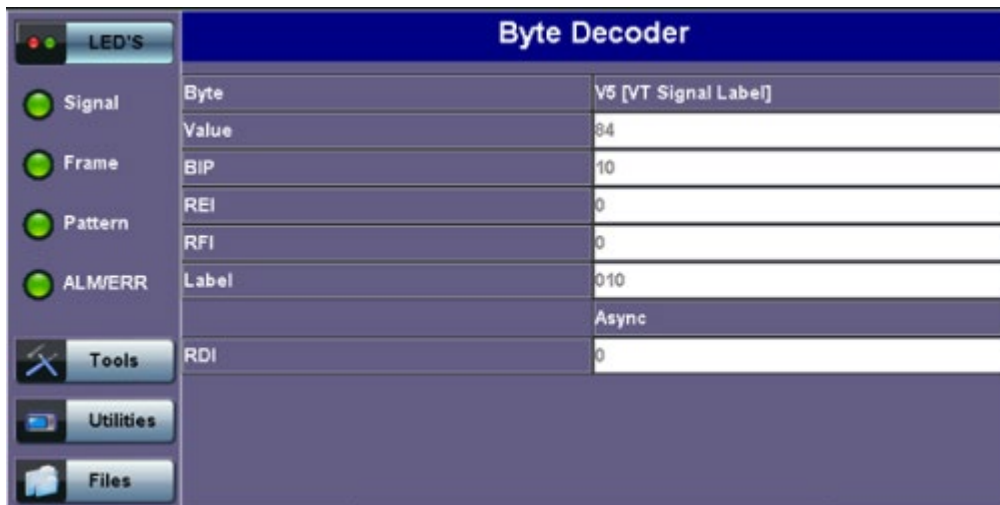 LED'S
Signal
Frame
Pattern
ALM/ERR
Tools
Utilities
Files
Byte Decoder
Byte V5 [VT Signal Label]
Value 84
BIP 10
REI 0
RFI 0
Label 010
Async
RDI 0